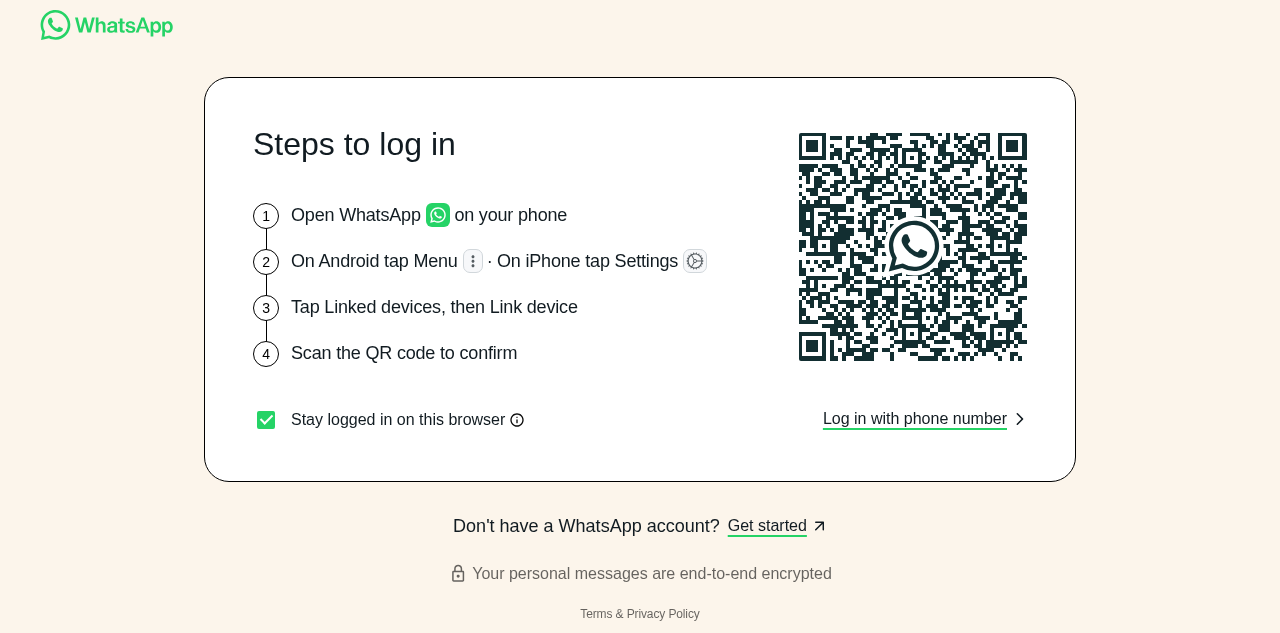 WhatsApp
Steps to log in
1 Open WhatsApp on your phone
2 On Android tap Menu · On iPhone tap Settings
3 Tap Linked devices, then Link device
4 Scan the QR code to confirm
Stay logged in on this browser
Log in with phone number
Don't have a WhatsApp account? Get started
Your personal messages are end-to-end encrypted
Terms & Privacy Policy